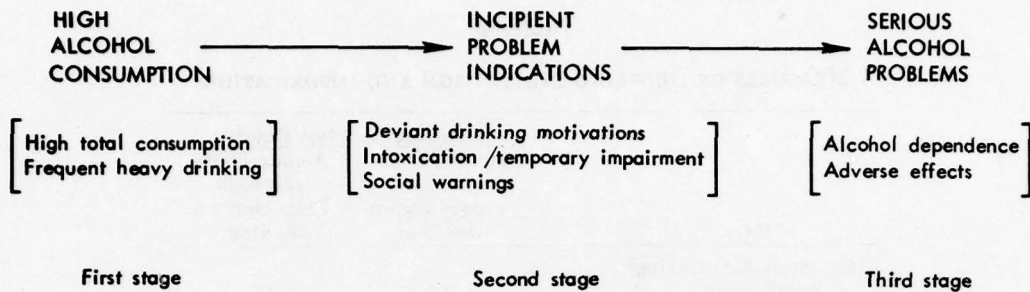 HIGH
ALCOHOL
CONSUMPTION
INCIPIENT
PROBLEM
INDICATIONS
SERIOUS
ALCOHOL
PROBLEMS
High total consumption
Frequent heavy drinking
Deviant drinking motivations
Intoxication /temporary impairment
Social warnings
Alcohol dependence
Adverse effects
First stage
Second stage
Third stage